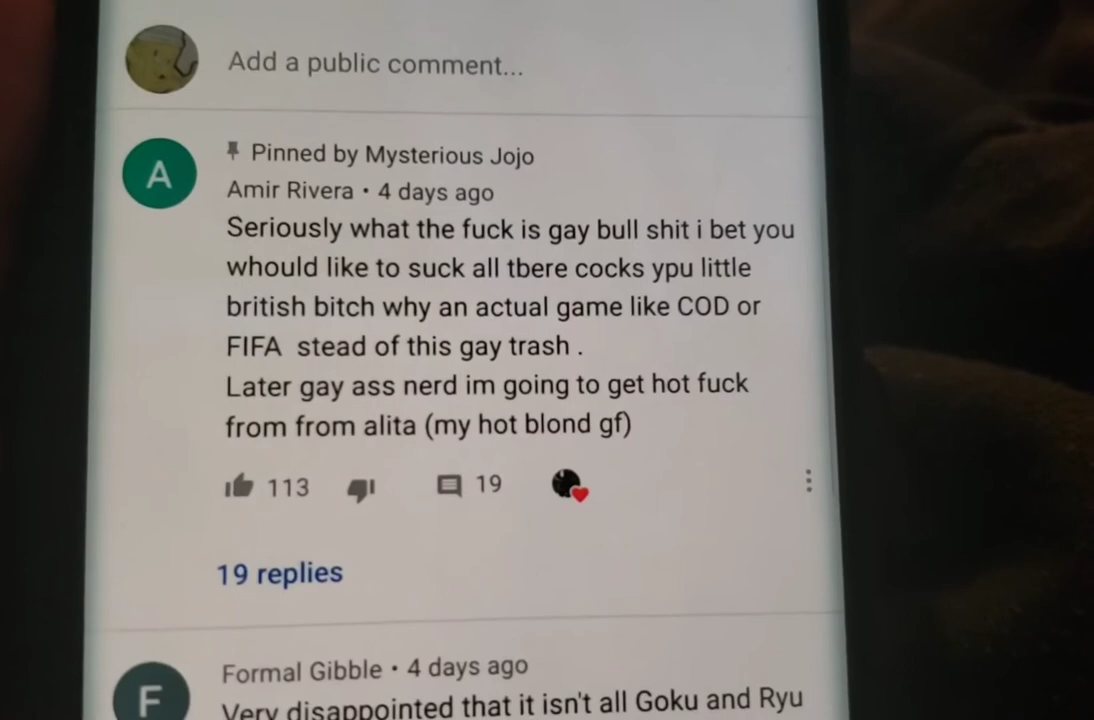 Add a public comment...
Pinned by Mysterious Jojo
A
Amir Rivera • 4 days ago
Seriously what the fuck is gay bull shit i bet you
whould like to suck all tbere cocks ypu little
british bitch why an actual game like COD or
FIFA  stead of this gay trash .
Later gay ass nerd im going to get hot fuck
from from alita (my hot blond gf)
113 19
19 replies
Formal Gibble • 4 days ago
F
Very disappointed that it isn't all Goku and Ryu